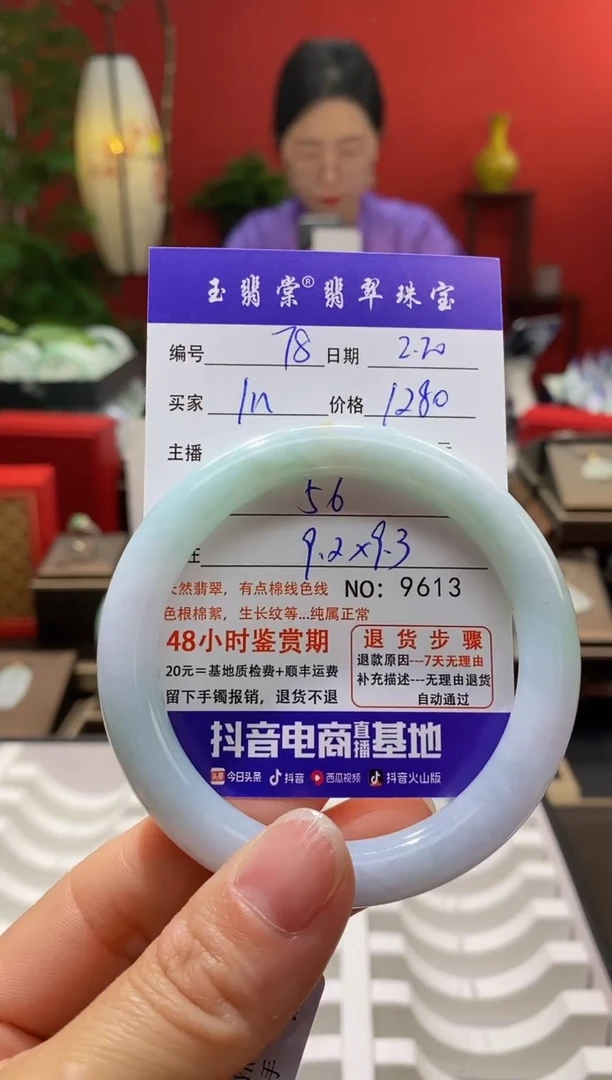 玉翡棠®翡翠珠宝
编号 78 日期 2.20
买家 1n 价格 1280
主播
56
9.2×9.3
天然翡翠，有点棉线色线 NO: 9613
色根棉絮，生长纹等...纯属正常
48小时鉴赏期
20元=基地质检费+顺丰运费
留下手镯报销，退货不退
退货步骤
退款原因---7天无理由
补充描述---无理由退货
自动通过
抖音电商直播基地
头条 今日头条 抖音 西瓜视频 抖音火山版
手